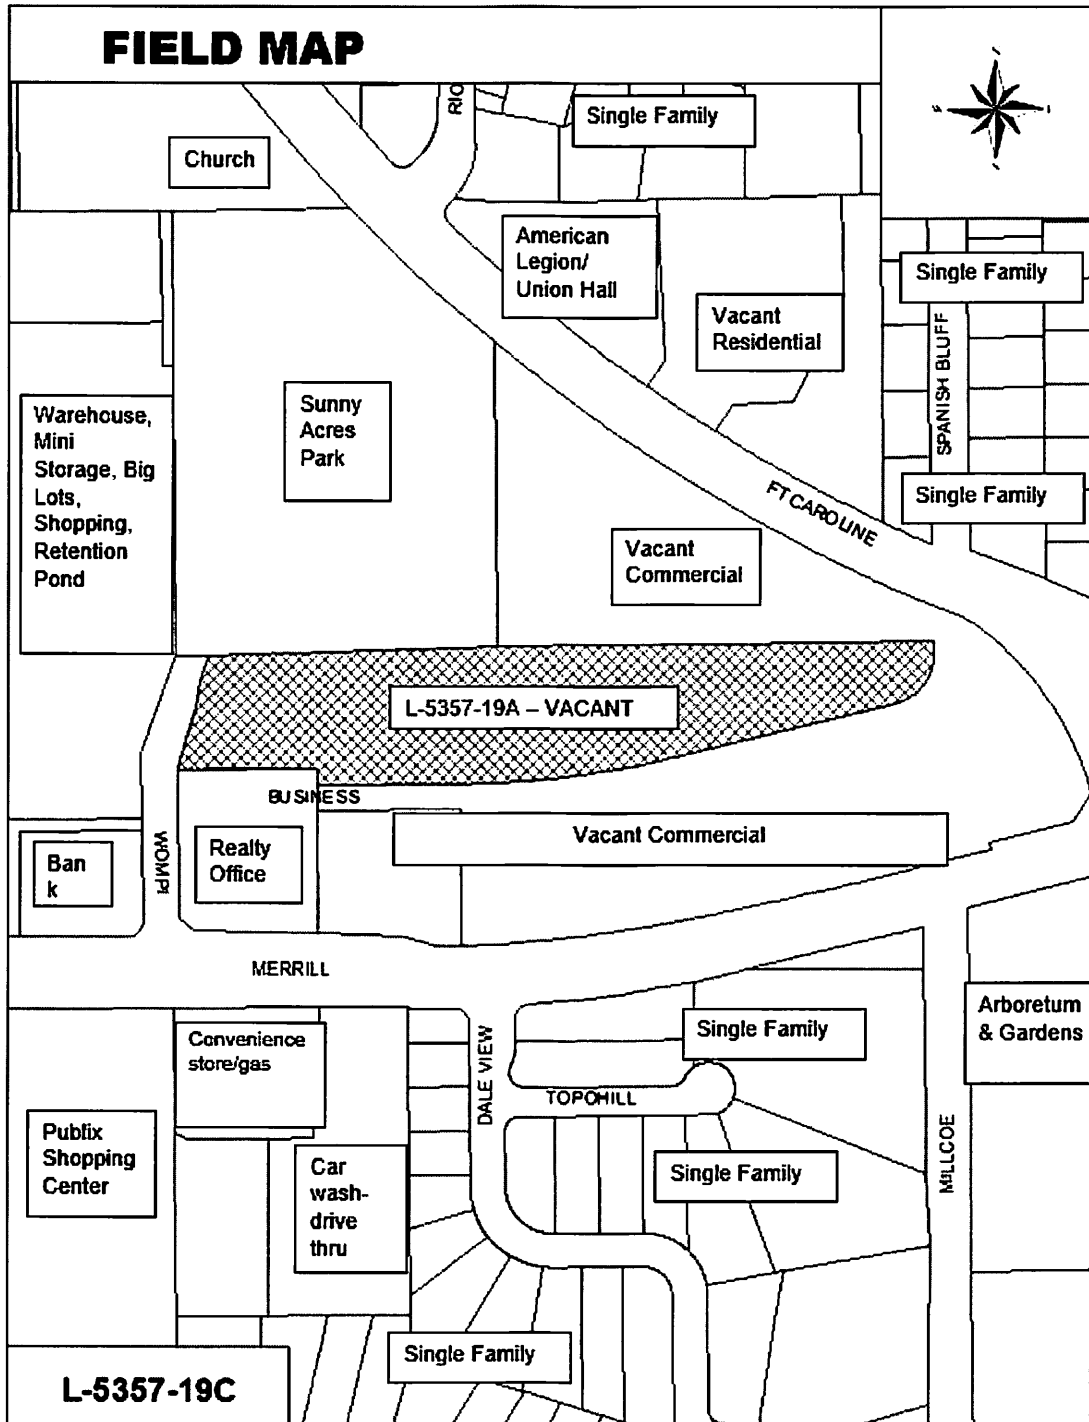 FIELD MAP
RIO
Single Family
Church
American
Legion/
Union Hall
Single Family
Vacant
Residential
SPANISH BLUFF
Sunny
Acres
Park
Warehouse,
Mini
Storage, Big
Lots,
Shopping,
Retention
Pond
Single Family
FT CAROLINE
Vacant
Commercial
L-5357-19A – VACANT
BUSINESS
Vacant Commercial
WOMPI
Realty
Office
Ban
k
MERRILL
Arboretum
& Gardens
Single Family
Convenience
store/gas
DALE VIEW
TOPOHILL
Publix
Shopping
Center
Car
wash-
drive
thru
Single Family
MILLCOE
Single Family
L-5357-19C